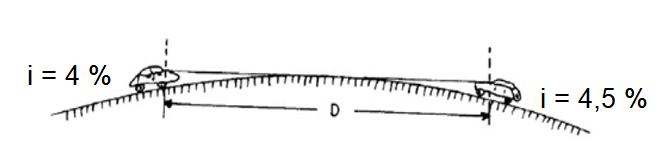 i = 4 %
i = 4,5 %
D